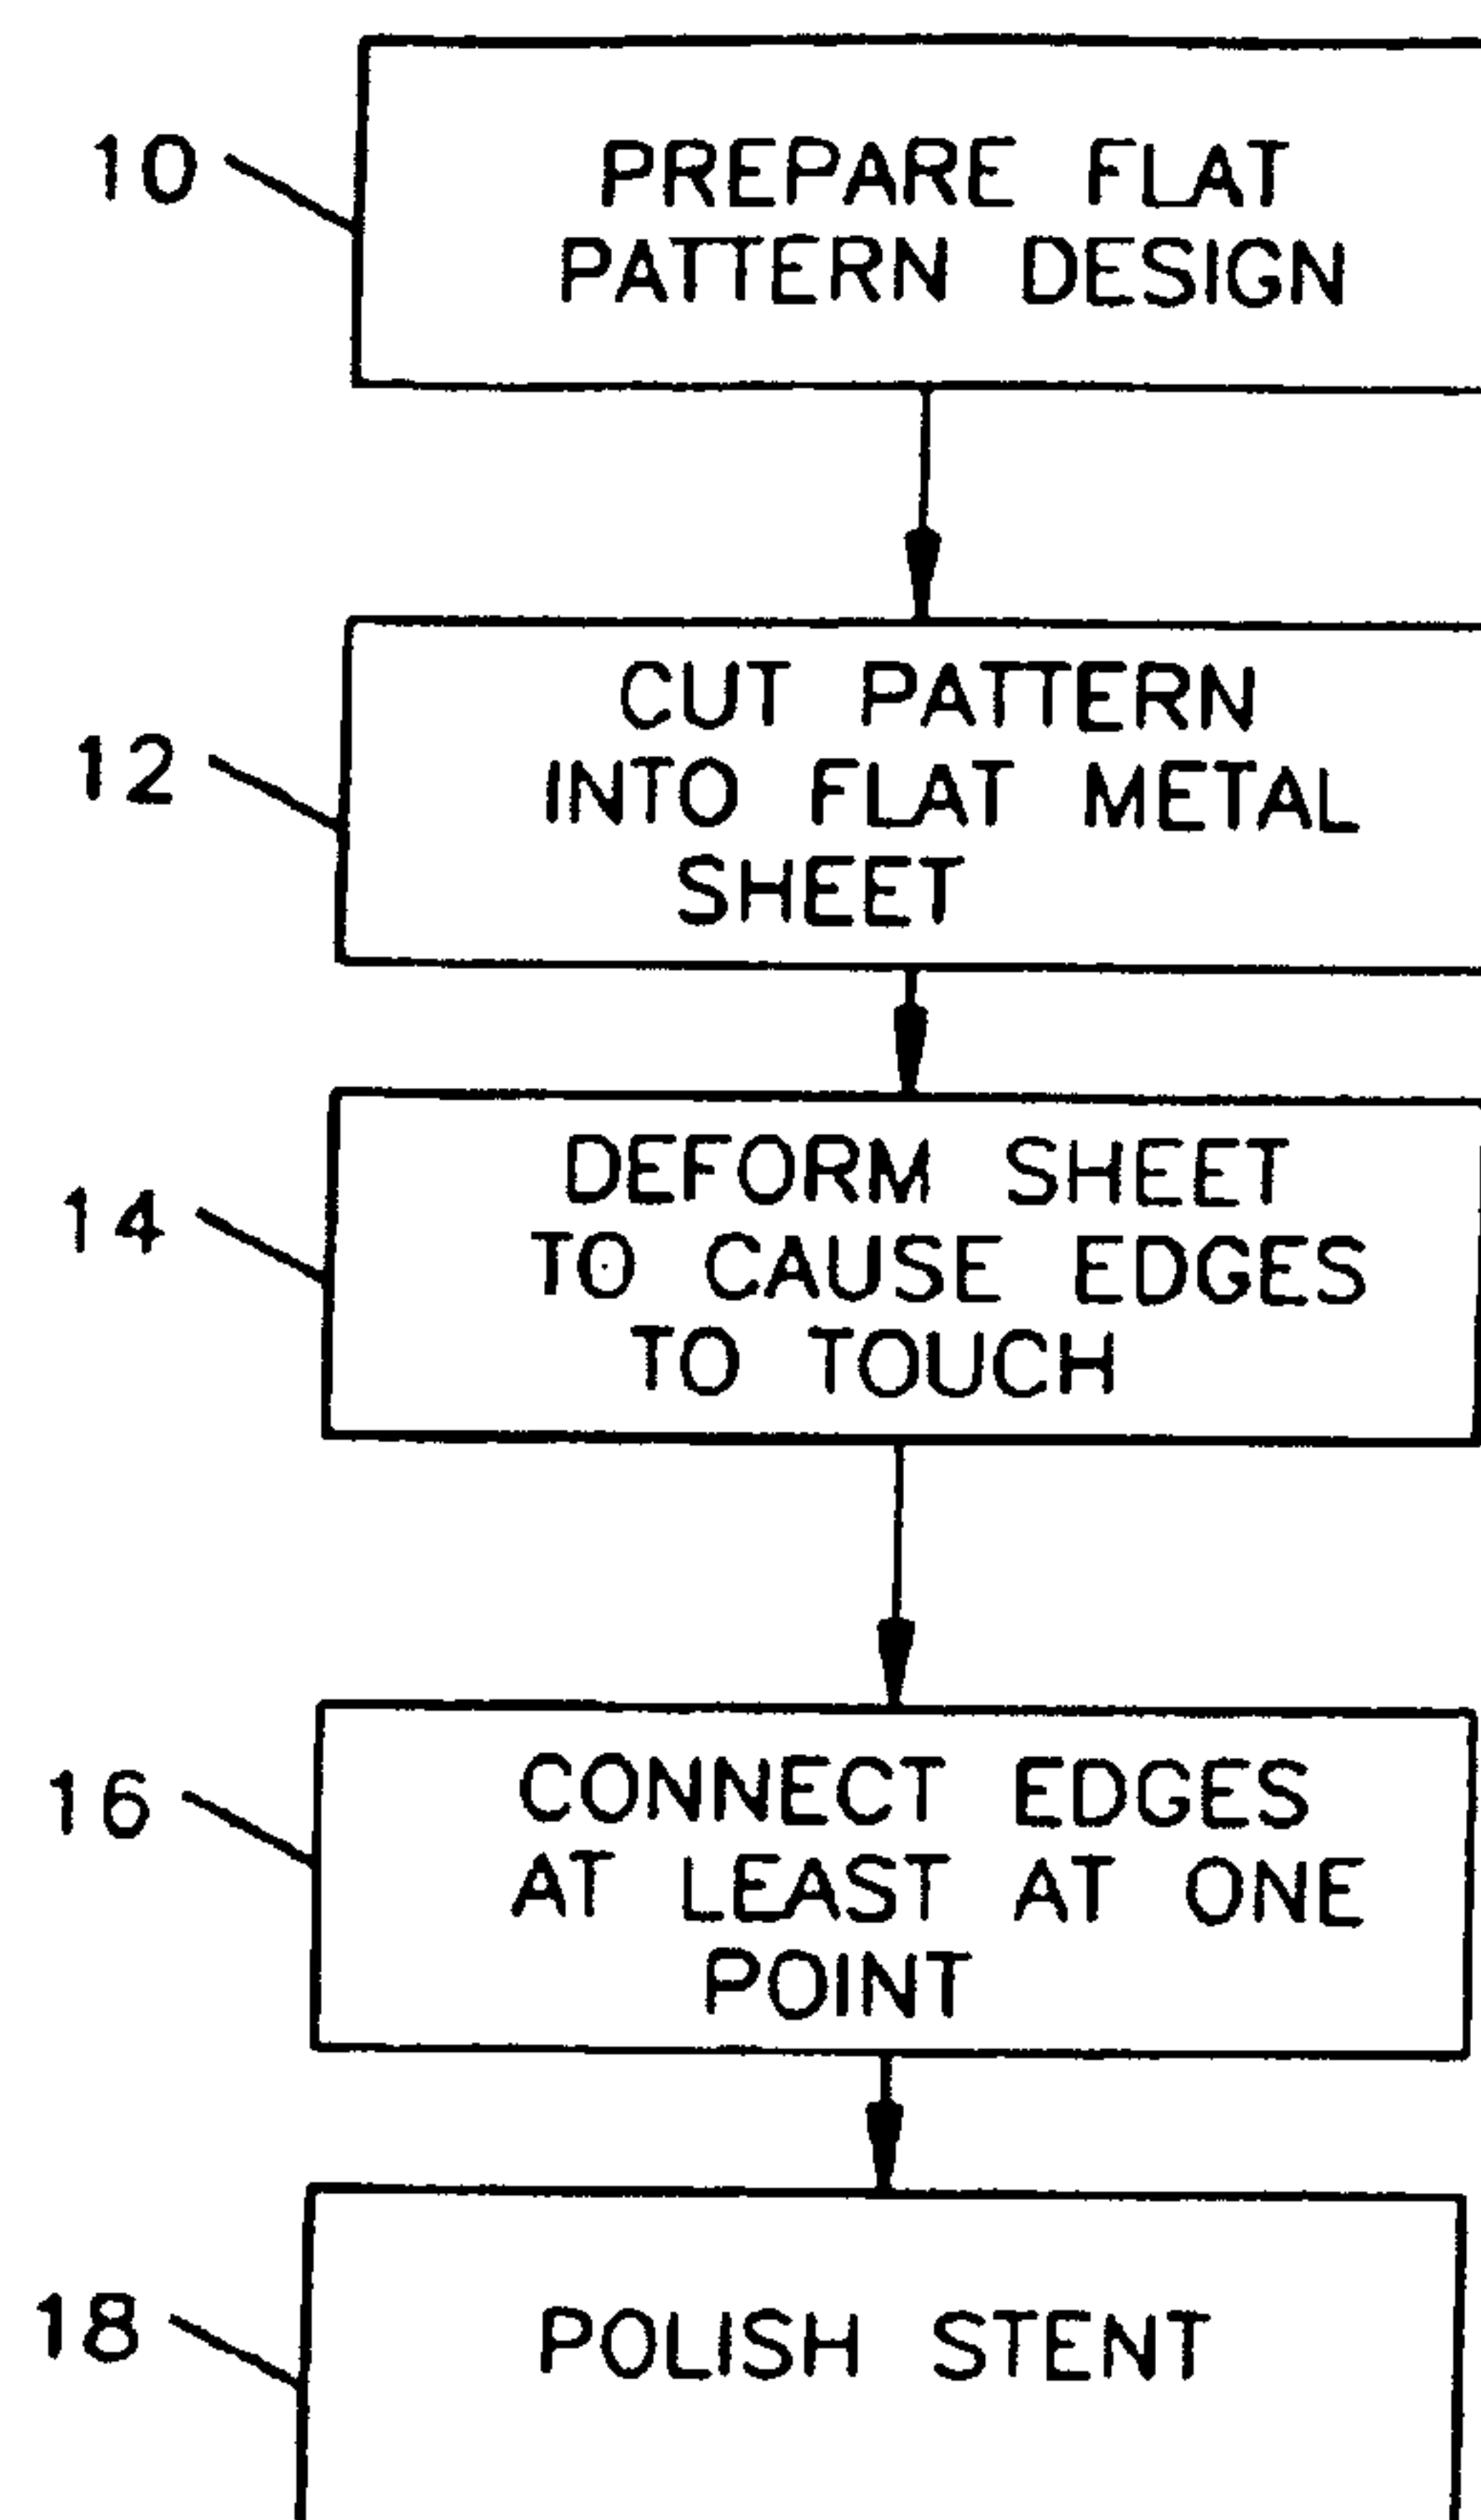 10
PREPARE FLAT
PATTERN DESIGN
12
CUT PATTERN
INTO FLAT METAL
SHEET
14
DEFORM SHEET
TO CAUSE EDGES
TO TOUCH
16
CONNECT EDGES
AT LEAST AT ONE
POINT
18
POLISH STENT